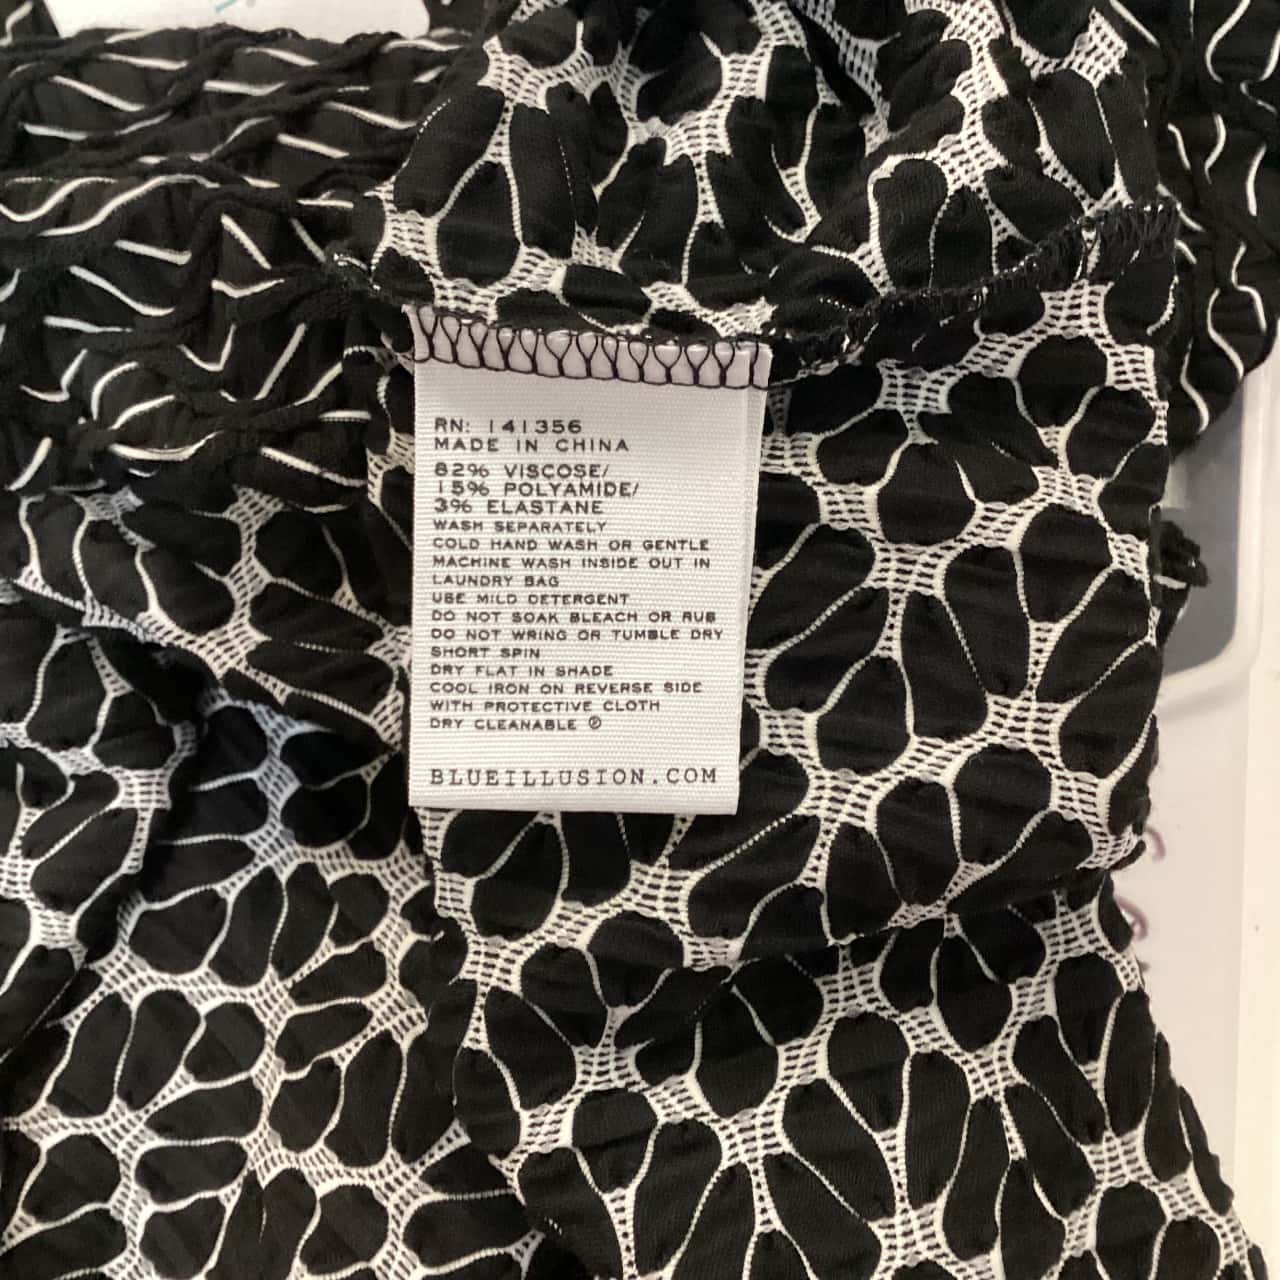 RN: 141356
MADE IN CHINA
82% VISCOSE/
15% POLYAMIDE/
3% ELASTANE
WASH SEPARATELY
COLD HAND WASH OR GENTLE
MACHINE WASH INSIDE OUT IN
LAUNDRY BAG
USE MILD DETERGENT
DO NOT SOAK BLEACH OR RUB
DO NOT WRING OR TUMBLE DRY
SHORT SPIN
DRY FLAT IN SHADE
COOL IRON ON REVERSE SIDE
WITH PROTECTIVE CLOTH
DRY CLEANABLE Ⓟ
BLUEILLUSION.COM